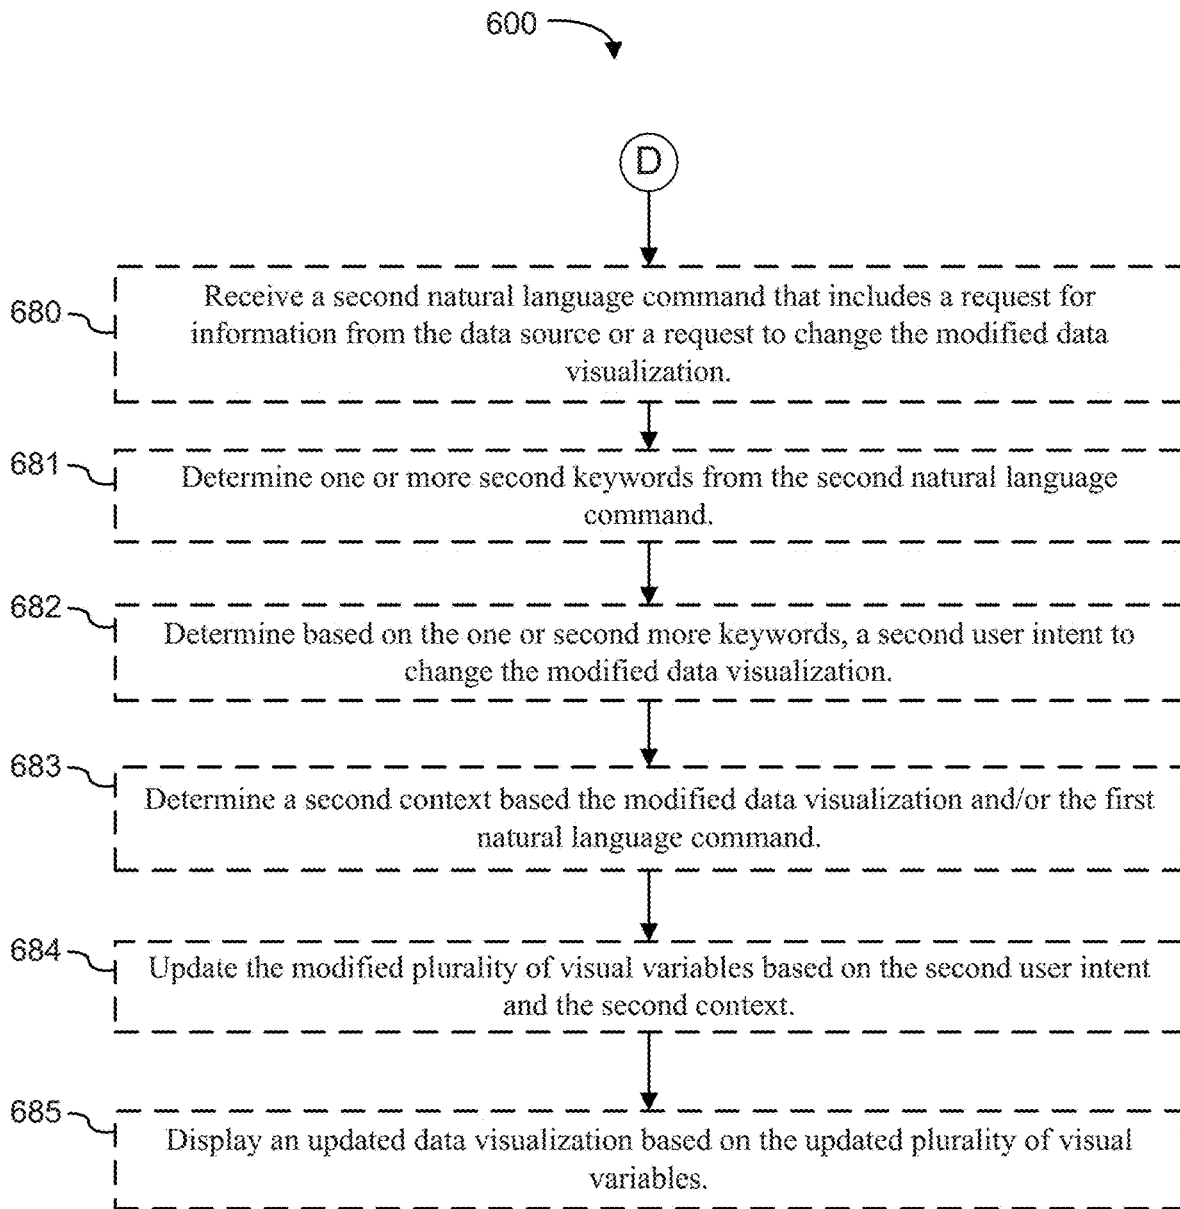 600
D
680
Receive a second natural language command that includes a request for
information from the data source or a request to change the modified data
visualization.
681
Determine one or more second keywords from the second natural language
command.
682
Determine based on the one or second more keywords, a second user intent to
change the modified data visualization.
683
Determine a second context based the modified data visualization and/or the first
natural language command.
684
Update the modified plurality of visual variables based on the second user intent
and the second context.
685
Display an updated data visualization based on the updated plurality of visual
variables.